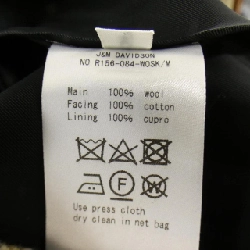 J&M DAVIDSON
NO R156-084-WOSK/M
Main 100% wool
Facing 100% cotton
Lining 100% cupro
F W
Use press cloth
dry clean in net bag